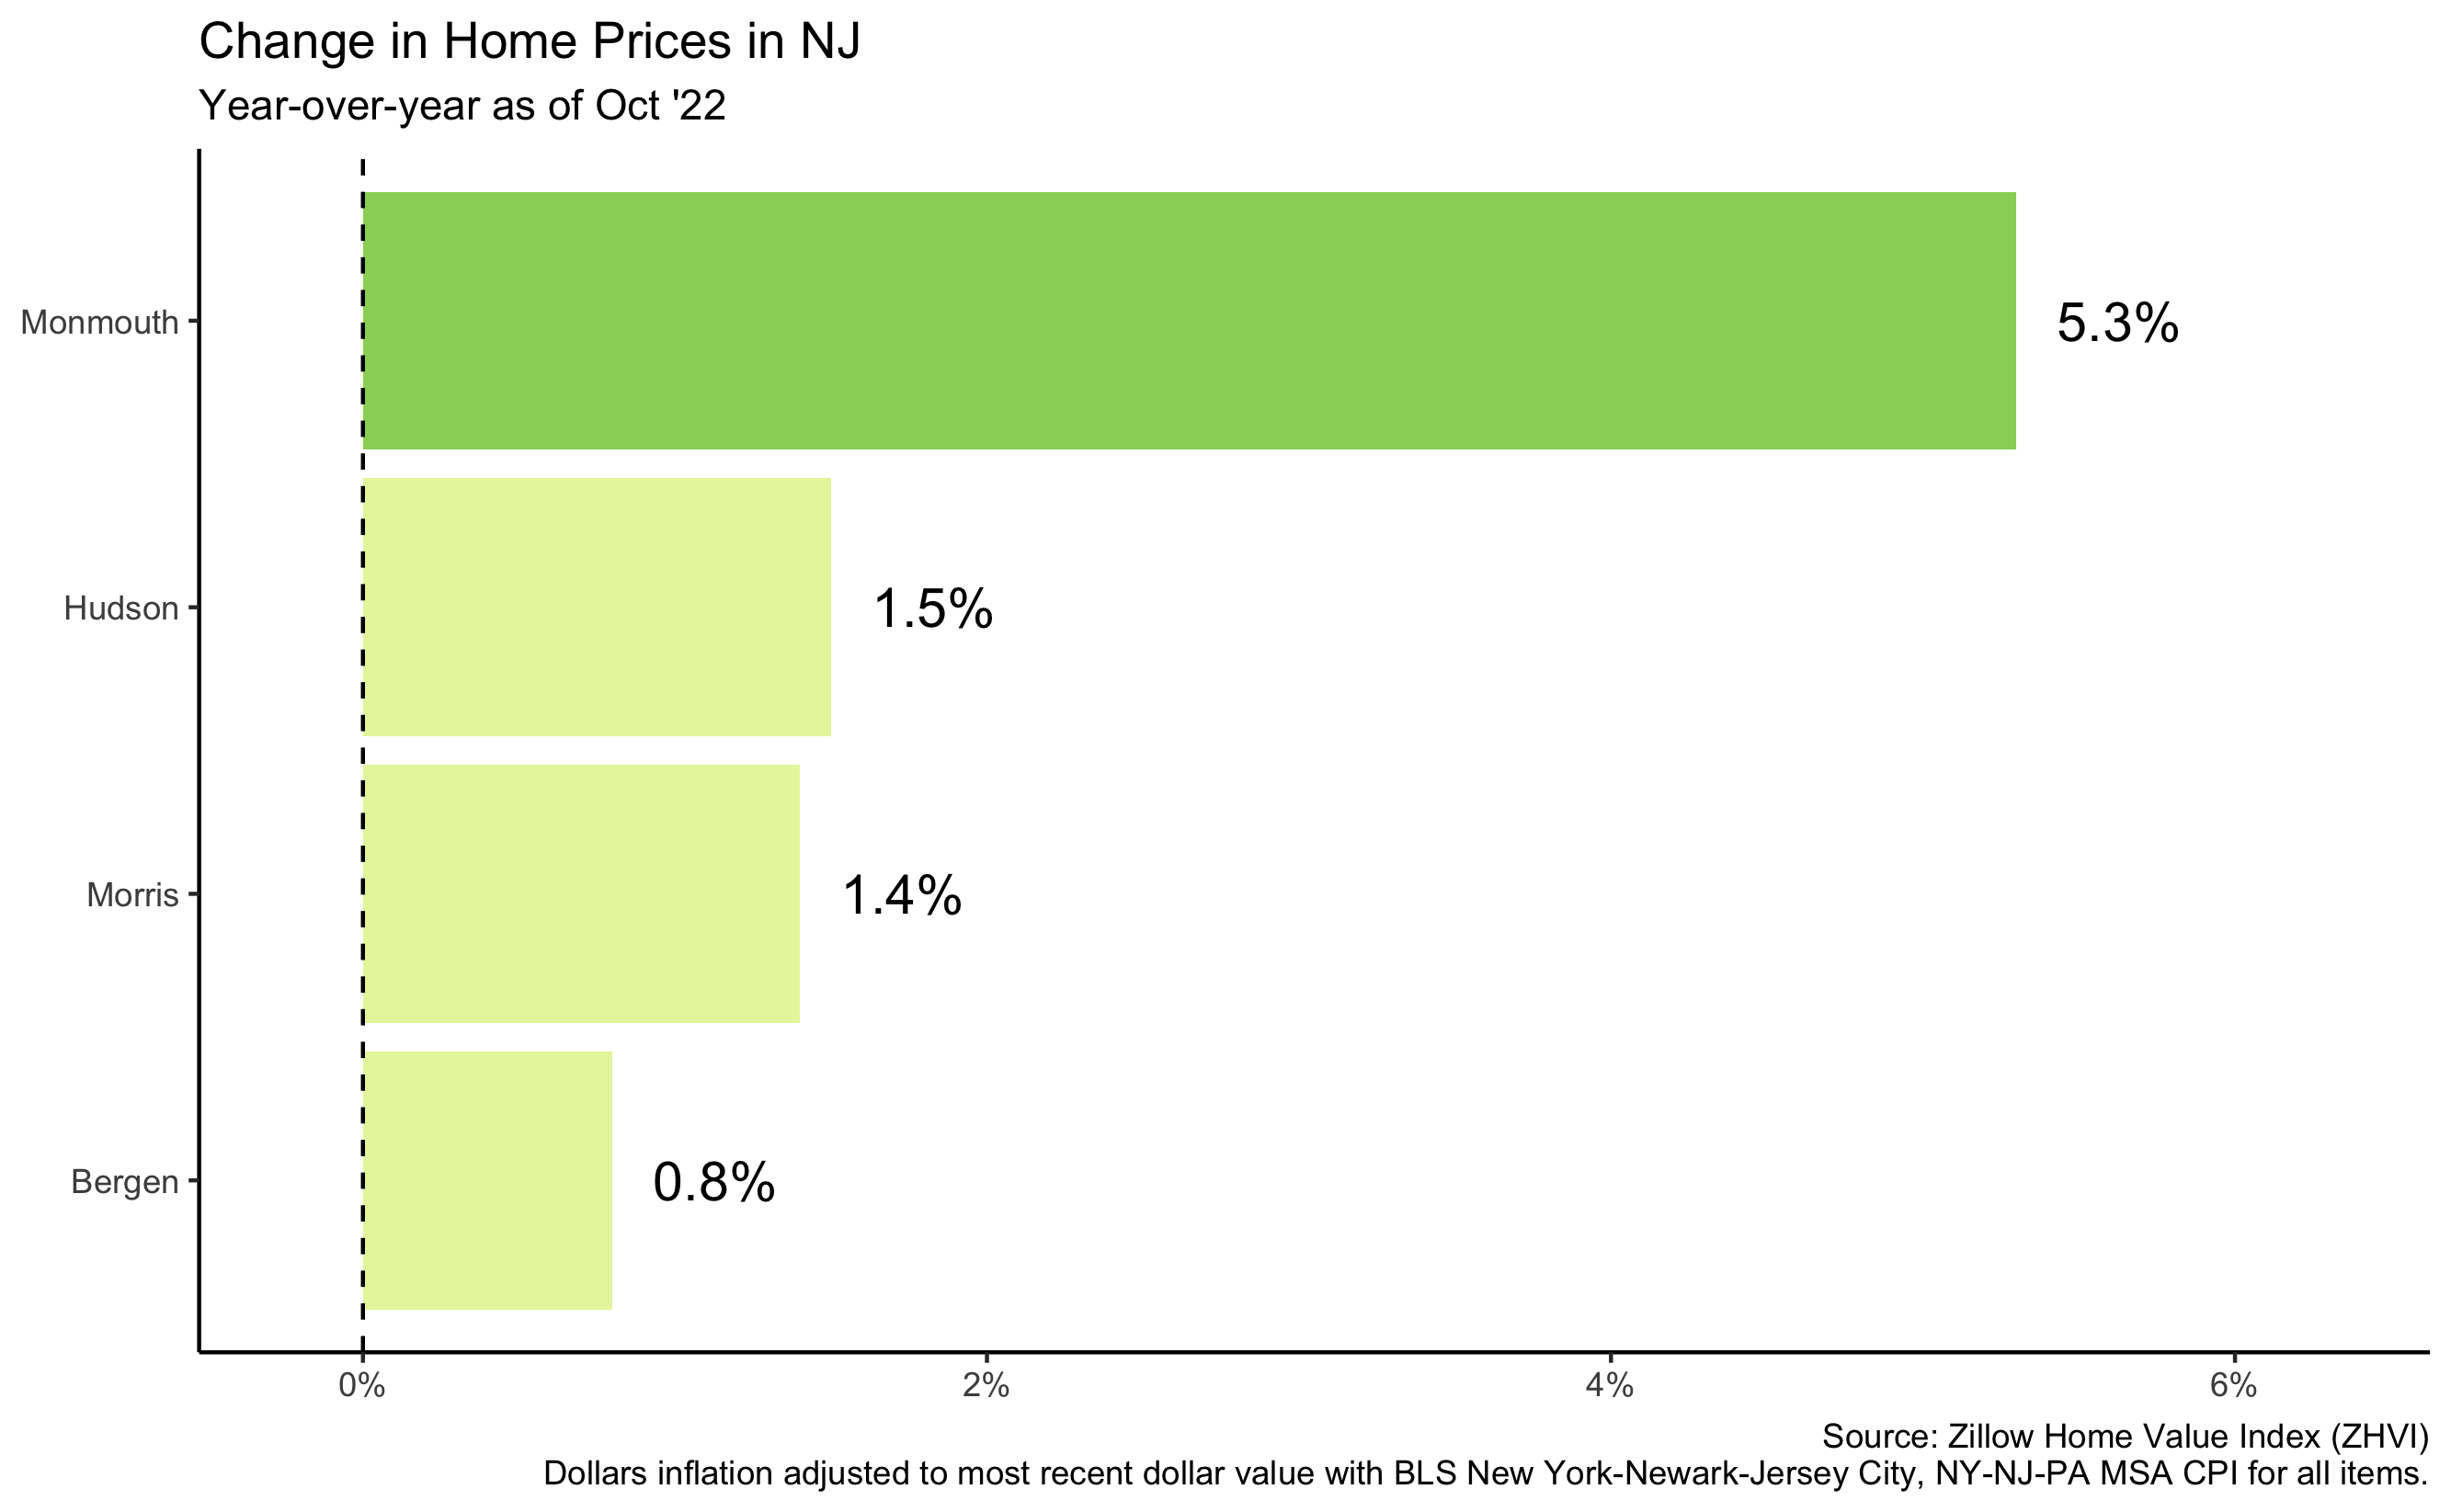 Change in Home Prices in NJ
Year-over-year as of Oct '22
Monmouth
5.3%
Hudson
1.5%
Morris
1.4%
Bergen
0.8%
0%
2%
4%
6%
Source: Zillow Home Value Index (ZHVI)
Dollars inflation adjusted to most recent dollar value with BLS New York-Newark-Jersey City, NY-NJ-PA MSA CPI for all items.